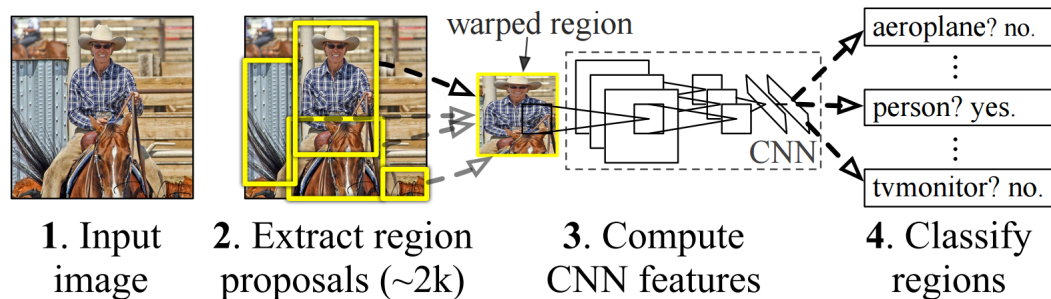 warped region
aeroplane? no.
⋮
person? yes.
⋮
tvmonitor? no.
CNN
1. Input
image
2. Extract region
proposals (~2k)
3. Compute
CNN features
4. Classify
regions